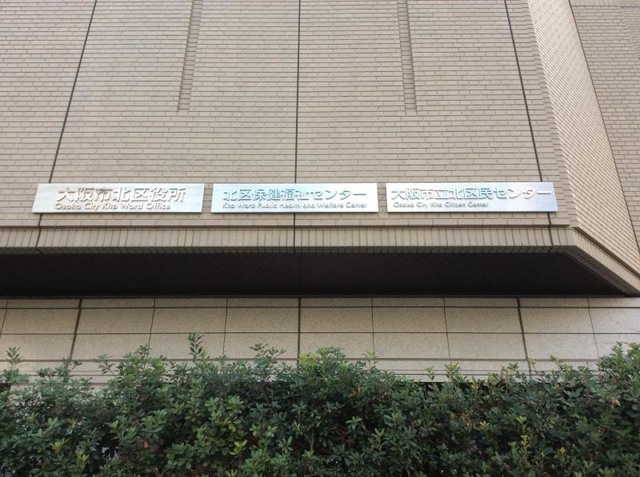 大阪市北区役所
Osaka City Kita Ward Office
北区保健福祉センター
Kita Ward Public Health and Welfare Center
大阪市立北区民センター
Osaka City Kita Citizen Center